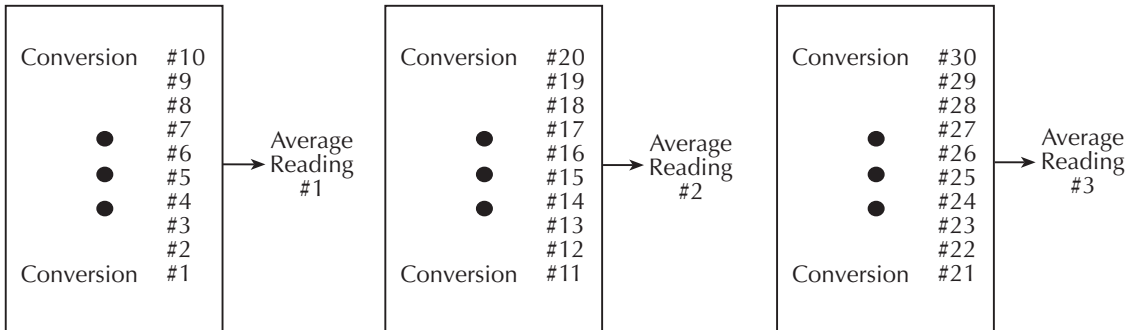 Conversion #10
#9
#8
#7
#6
#5
#4
#3
#2
Conversion #1
Average
Reading
#1
Conversion #20
#19
#18
#17
#16
#15
#14
#13
#12
Conversion #11
Average
Reading
#2
Conversion #30
#29
#28
#27
#26
#25
#24
#23
#22
Conversion #21
Average
Reading
#3